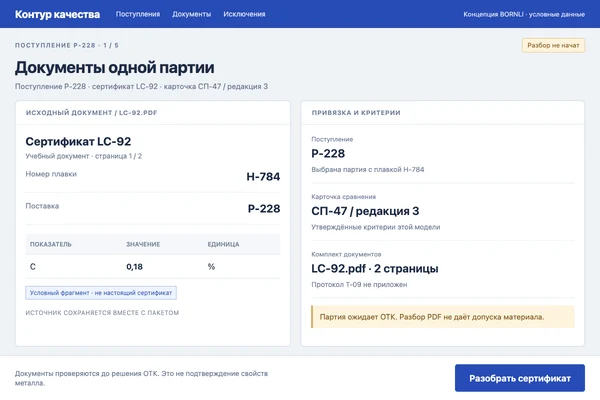 Контур качества
Поступления
Документы
Исключения
Концепция BORNLI · условные данные
ПОСТУПЛЕНИЕ P-228 · 1 / 5
Разбор не начат
Документы одной партии
Поступление P-228 · сертификат LC-92 · карточка СП-47 / редакция 3
ИСХОДНЫЙ ДОКУМЕНТ / LC-92.PDF
Сертификат LC-92
Учебный документ · страница 1 / 2
Номер плавки
H-784
Поставка
P-228
ПОКАЗАТЕЛЬ ЗНАЧЕНИЕ ЕДИНИЦА
C 0,18 %
Условный фрагмент · не настоящий сертификат
ИСТОЧНИК СОХРАНЯЕТСЯ ВМЕСТЕ С ПАКЕТОМ
ПРИВЯЗКА И КРИТЕРИИ
Поступление
P-228
Выбрана партия с плавкой H-784
Карточка сравнения
СП-47 / редакция 3
Утверждённые критерии этой модели
Комплект документов
LC-92.pdf · 2 страницы
Протокол T-09 не приложен
Партия ожидает ОТК. Разбор PDF не даёт допуска материала.
Документы проверяются до решения ОТК. Это не подтверждение свойств
металла.
Разобрать сертификат